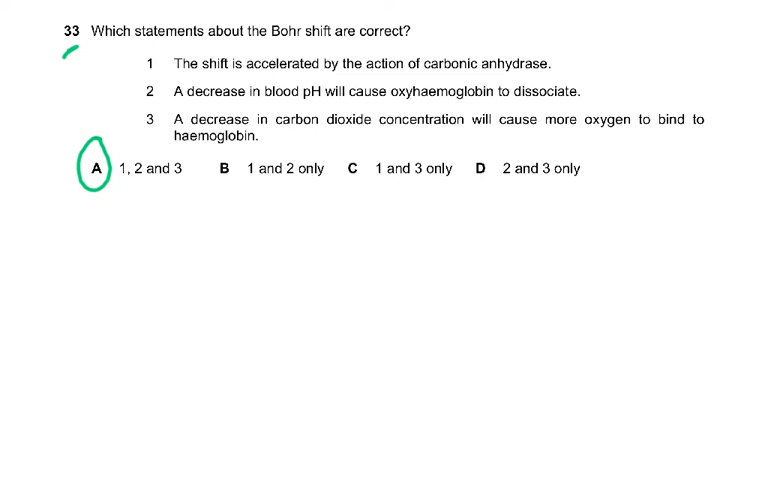 33 Which statements about the Bohr shift are correct?
1 The shift is accelerated by the action of carbonic anhydrase.
2 A decrease in blood pH will cause oxyhaemoglobin to dissociate.
3 A decrease in carbon dioxide concentration will cause more oxygen to bind to
haemoglobin.
A 1, 2 and 3 B 1 and 2 only C 1 and 3 only D 2 and 3 only